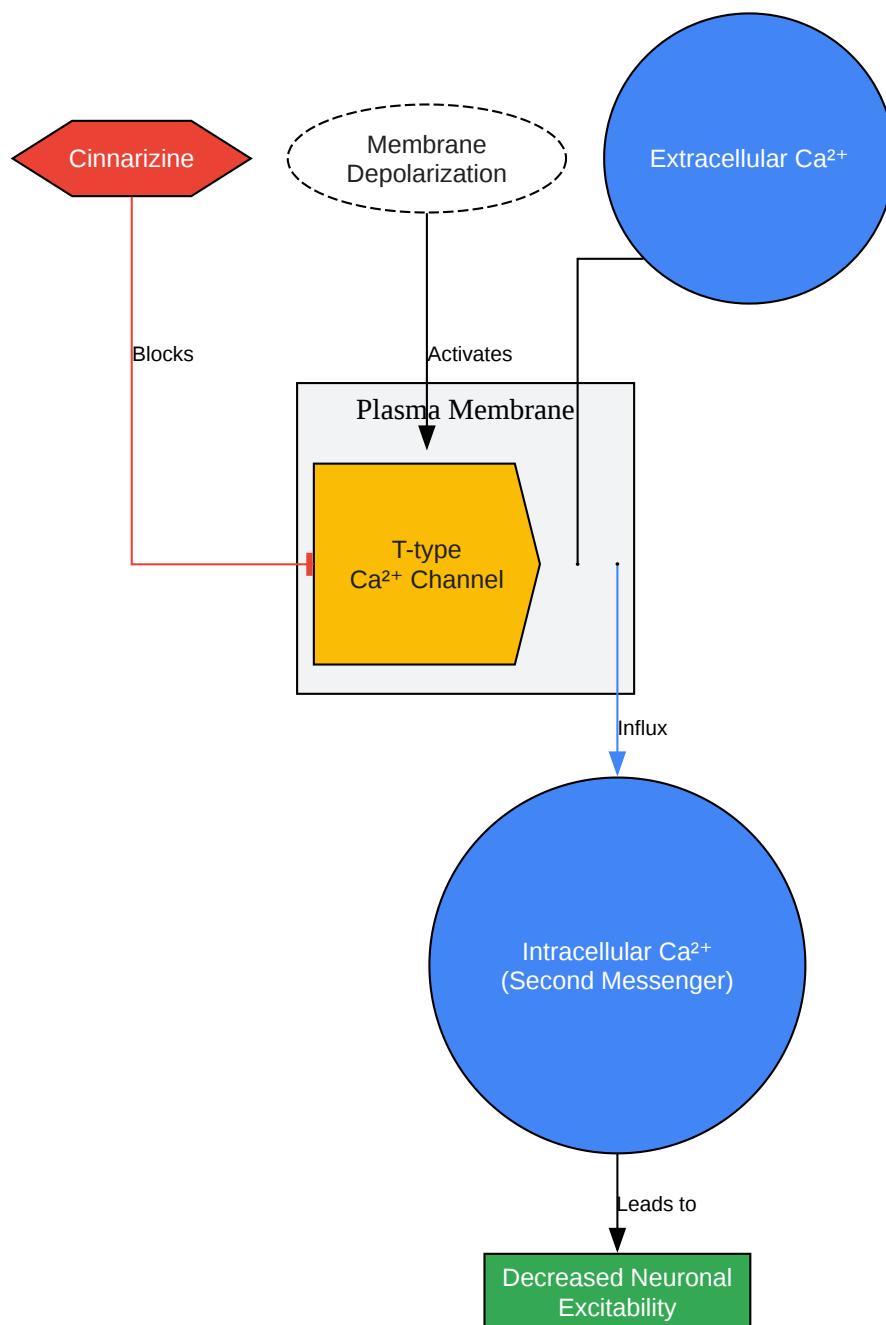 Cinnarizine
Membrane
Depolarization
Extracellular Ca²⁺
Blocks
Activates
Plasma Membrane
T-type
Ca²⁺ Channel
Influx
Intracellular Ca²⁺
(Second Messenger)
Leads to
Decreased Neuronal
Excitability